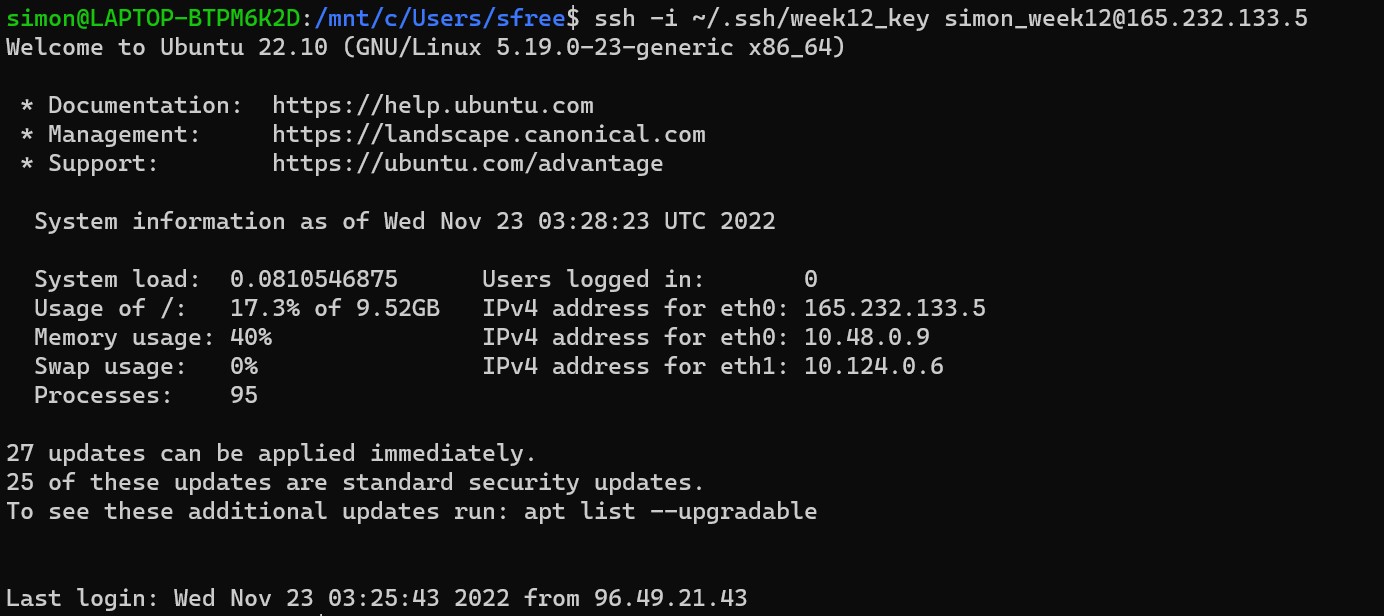 simon@LAPTOP-BTPM6K2D:/mnt/c/Users/sfree$ ssh -i ~/.ssh/week12_key simon_week12@165.232.133.5
Welcome to Ubuntu 22.10 (GNU/Linux 5.19.0-23-generic x86_64)

 * Documentation:  https://help.ubuntu.com
 * Management:     https://landscape.canonical.com
 * Support:        https://ubuntu.com/advantage

  System information as of Wed Nov 23 03:28:23 UTC 2022

  System load:  0.0810546875      Users logged in:       0
  Usage of /:   17.3% of 9.52GB   IPv4 address for eth0: 165.232.133.5
  Memory usage: 40%               IPv4 address for eth0: 10.48.0.9
  Swap usage:   0%                IPv4 address for eth1: 10.124.0.6
  Processes:    95

27 updates can be applied immediately.
25 of these updates are standard security updates.
To see these additional updates run: apt list --upgradable


Last login: Wed Nov 23 03:25:43 2022 from 96.49.21.43